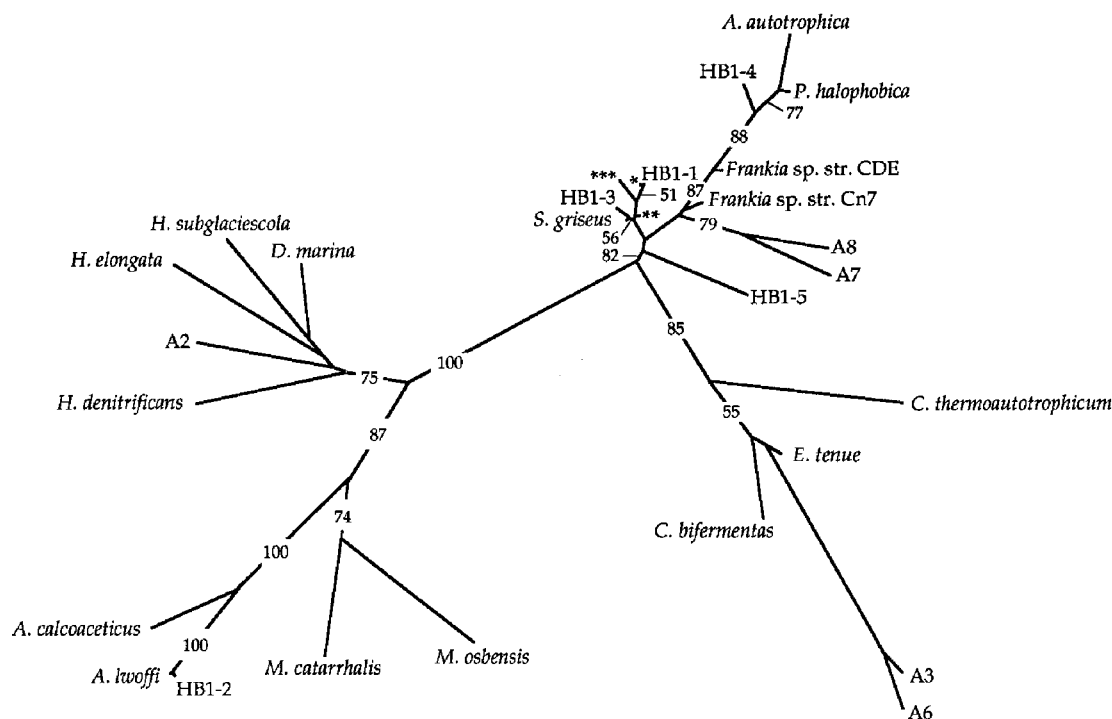 A. autotrophica
HB1-4
P. halophobica
77
88
***
*
HB1-1
Frankia sp. str. CDE
51
87
HB1-3
**
Frankia sp. str. Cn7
S. griseus
79
56
A8
82
A7
HB1-5
H. subglaciescola
D. marina
H. elongata
A2
85
100
75
H. denitrificans
C. thermoautotrophicum
55
87
E. tenue
74
C. bifermentas
100
A. calcoaceticus
100
M. catarrhalis
M. osbensis
A. lwoffi
HB1-2
A3
A6